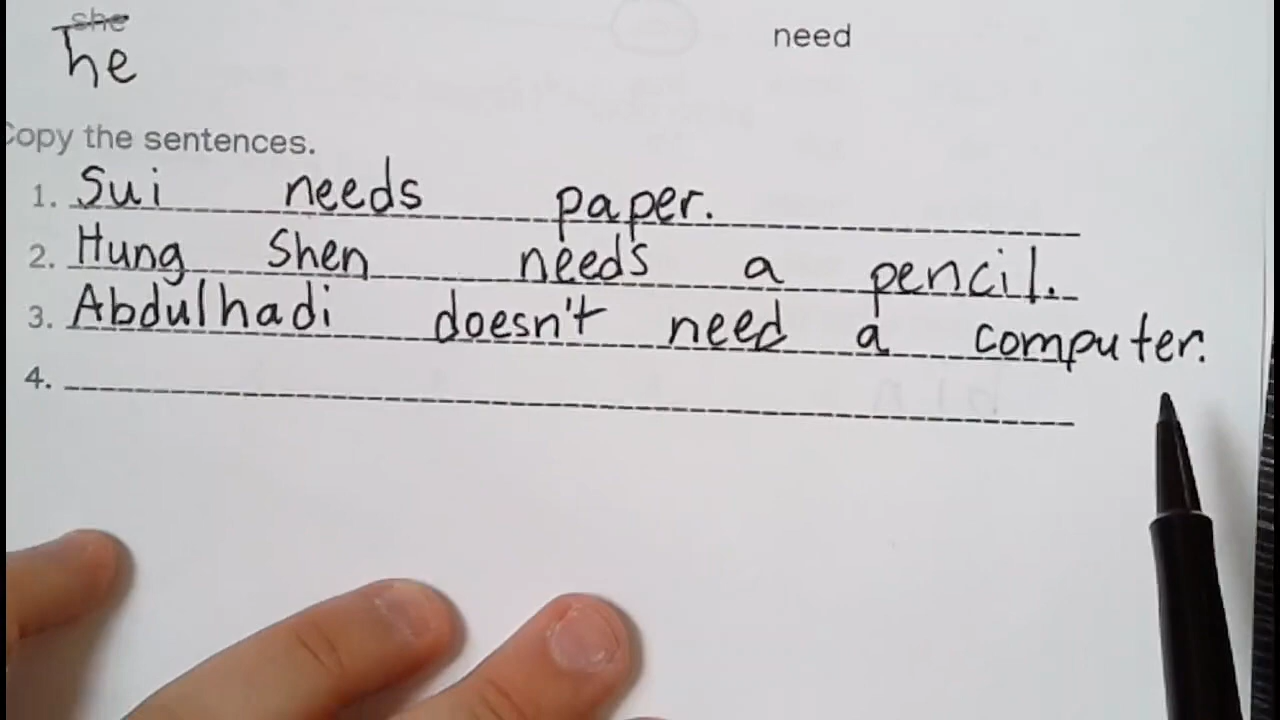 she
he
need
Copy the sentences.
1. Sui needs paper.
2. Hung Shen needs a pencil.
3. Abdulhadi doesn't need a computer.
4.